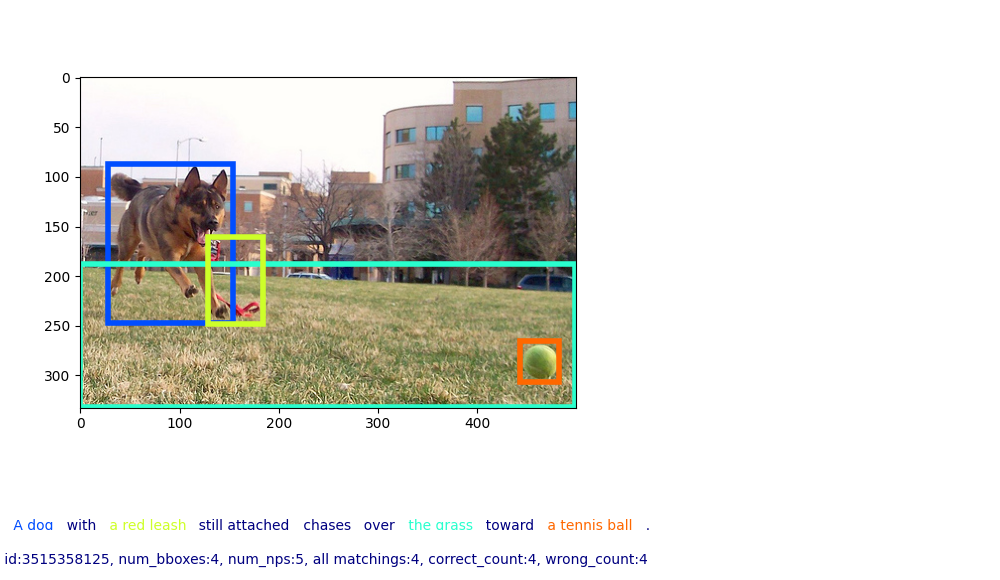 0
50
100
150
200
250
300
0 100 200 300 400
A dog with a red leash still attached chases over the grass toward a tennis ball .
id:3515358125, num_bboxes:4, num_nps:5, all matchings:4, correct_count:4, wrong_count:4